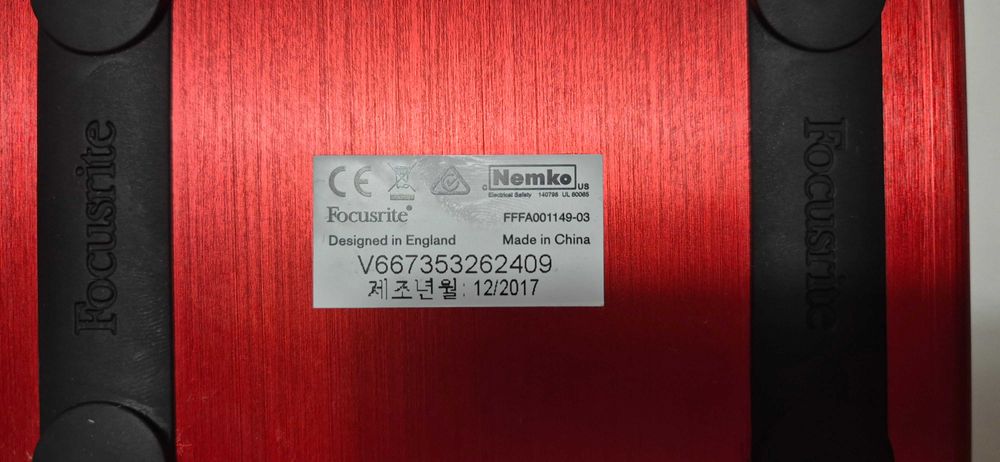 Focusrite
CE
c Nemko US
Electrical Safety 140798 UL 60065
Focusrite®
FFFA001149-03
Designed in England
Made in China
V667353262409
제조년월: 12/2017
Focusrite